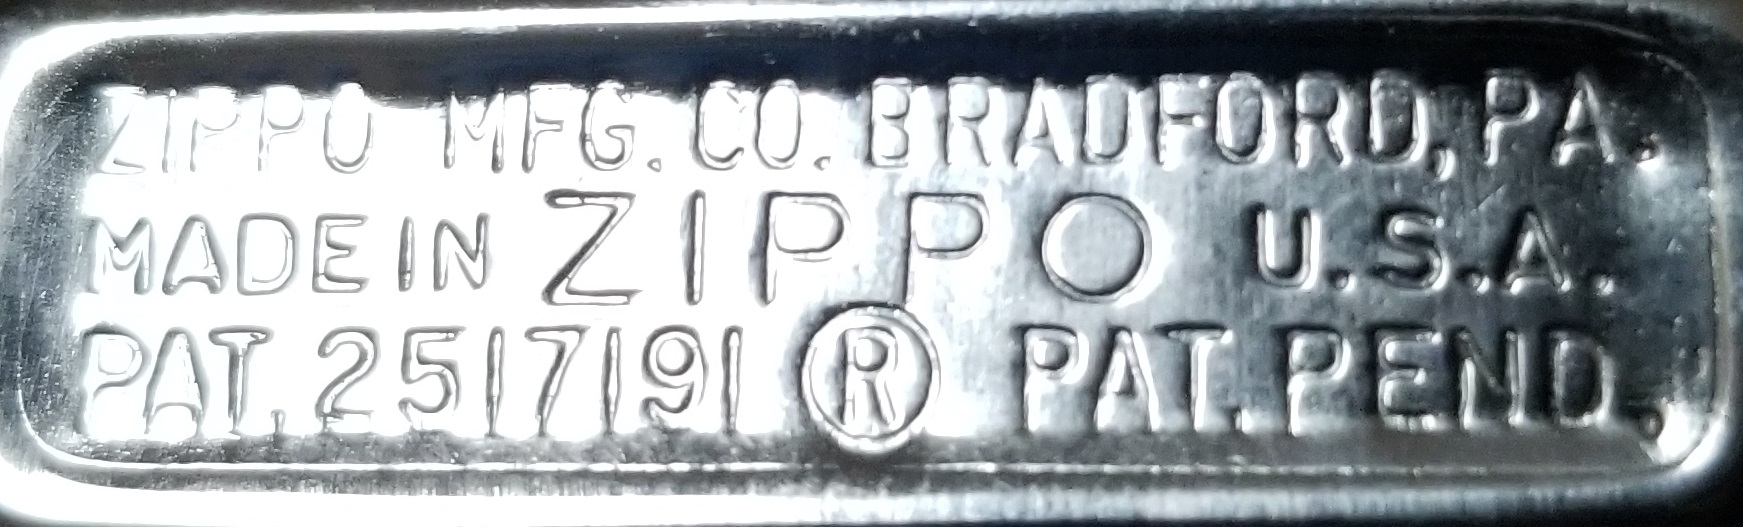 ZIPPO MFG. CO. BRADFORD, PA.
MADE IN ZIPPO U.S.A.
PAT. 2517191 ® PAT. PEND.